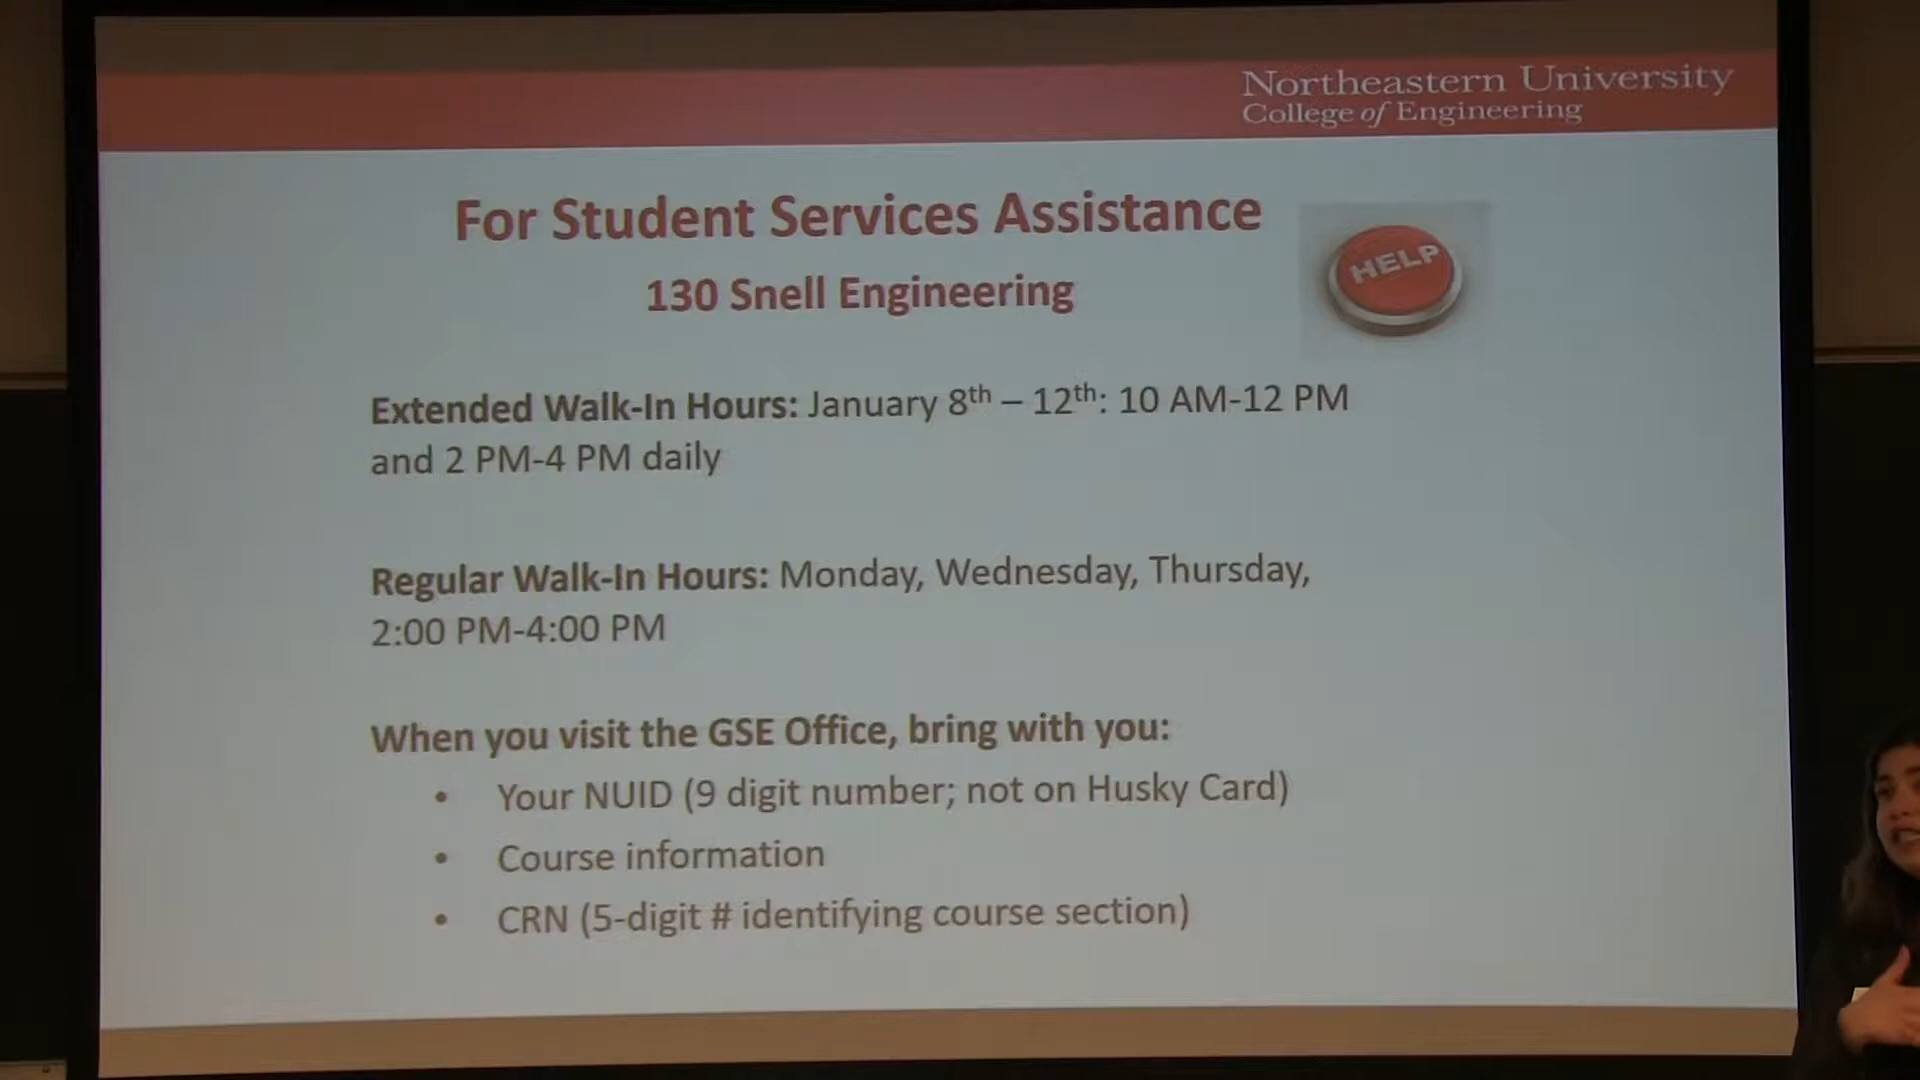 Northeastern University
College of Engineering
For Student Services Assistance
130 Snell Engineering
HELP
Extended Walk-In Hours: January 8th – 12th: 10 AM-12 PM
and 2 PM-4 PM daily
Regular Walk-In Hours: Monday, Wednesday, Thursday,
2:00 PM-4:00 PM
When you visit the GSE Office, bring with you:
• Your NUID (9 digit number; not on Husky Card)
• Course information
• CRN (5-digit # identifying course section)